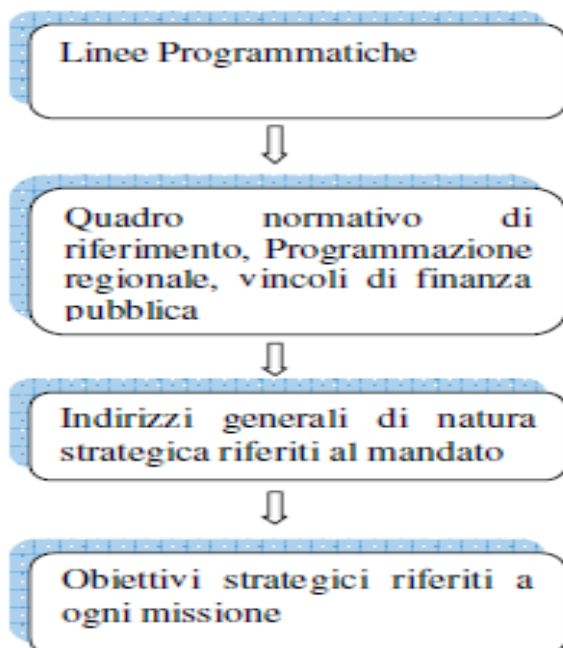 Linee Programmatiche
Quadro normativo di
riferimento, Programmazione
regionale, vincoli di finanza
pubblica
Indirizzi generali di natura
strategica riferiti al mandato
Obiettivi strategici riferiti a
ogni missione